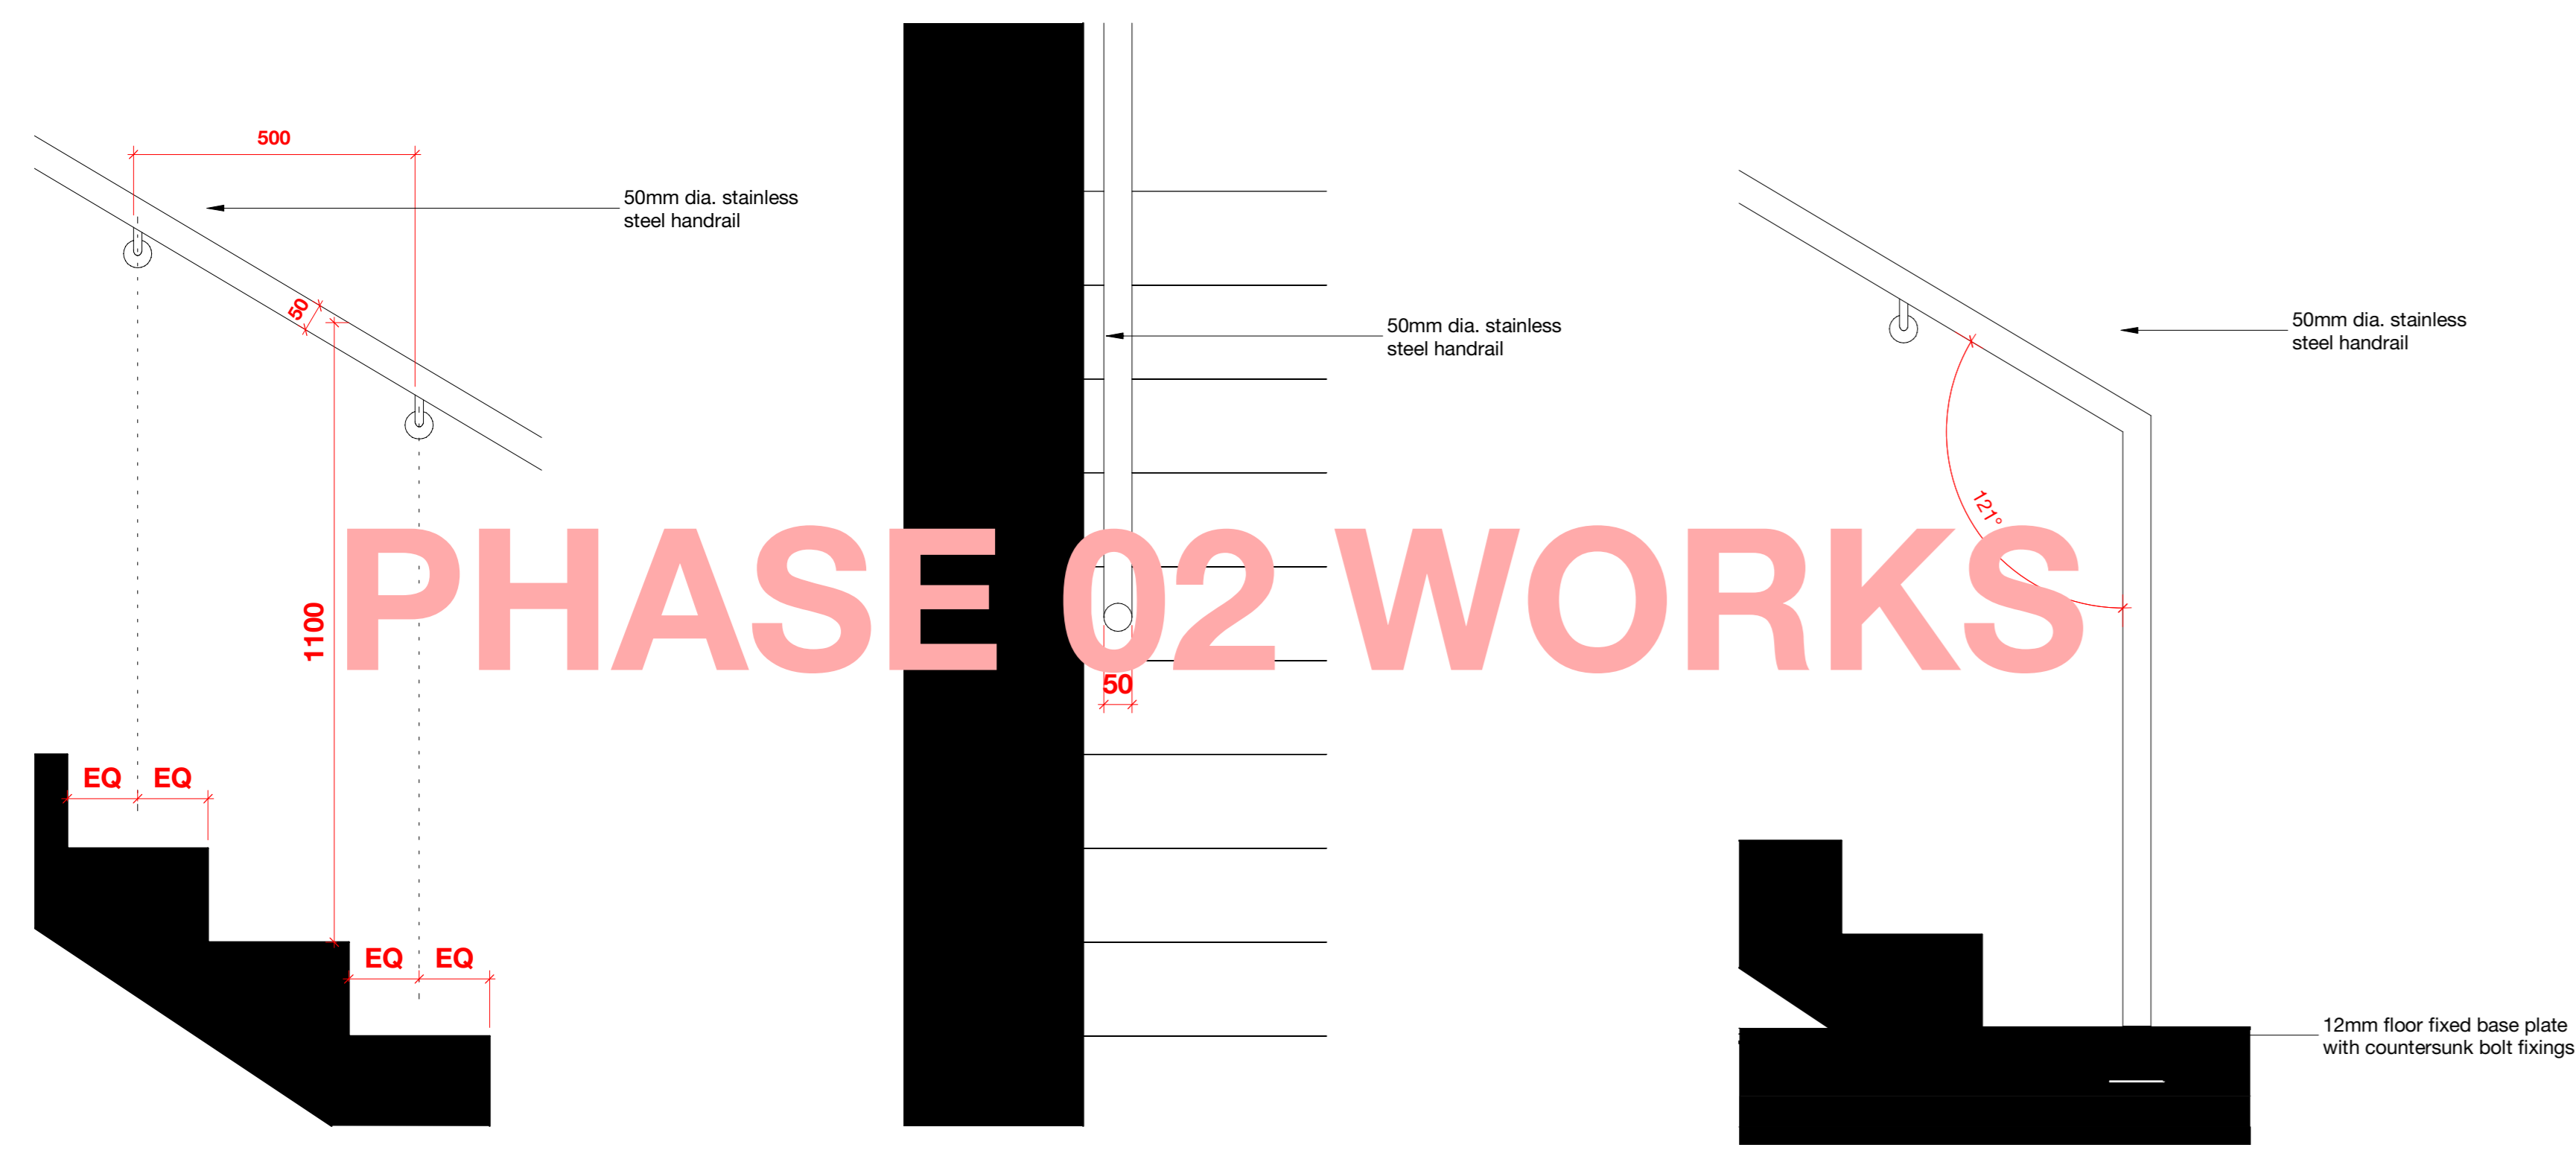 500
50mm dia. stainless
steel handrail
50
1100
EQ EQ
EQ EQ
50mm dia. stainless
steel handrail
50
50mm dia. stainless
steel handrail
121°
12mm floor fixed base plate
with countersunk bolt fixings
PHASE 02 WORKS